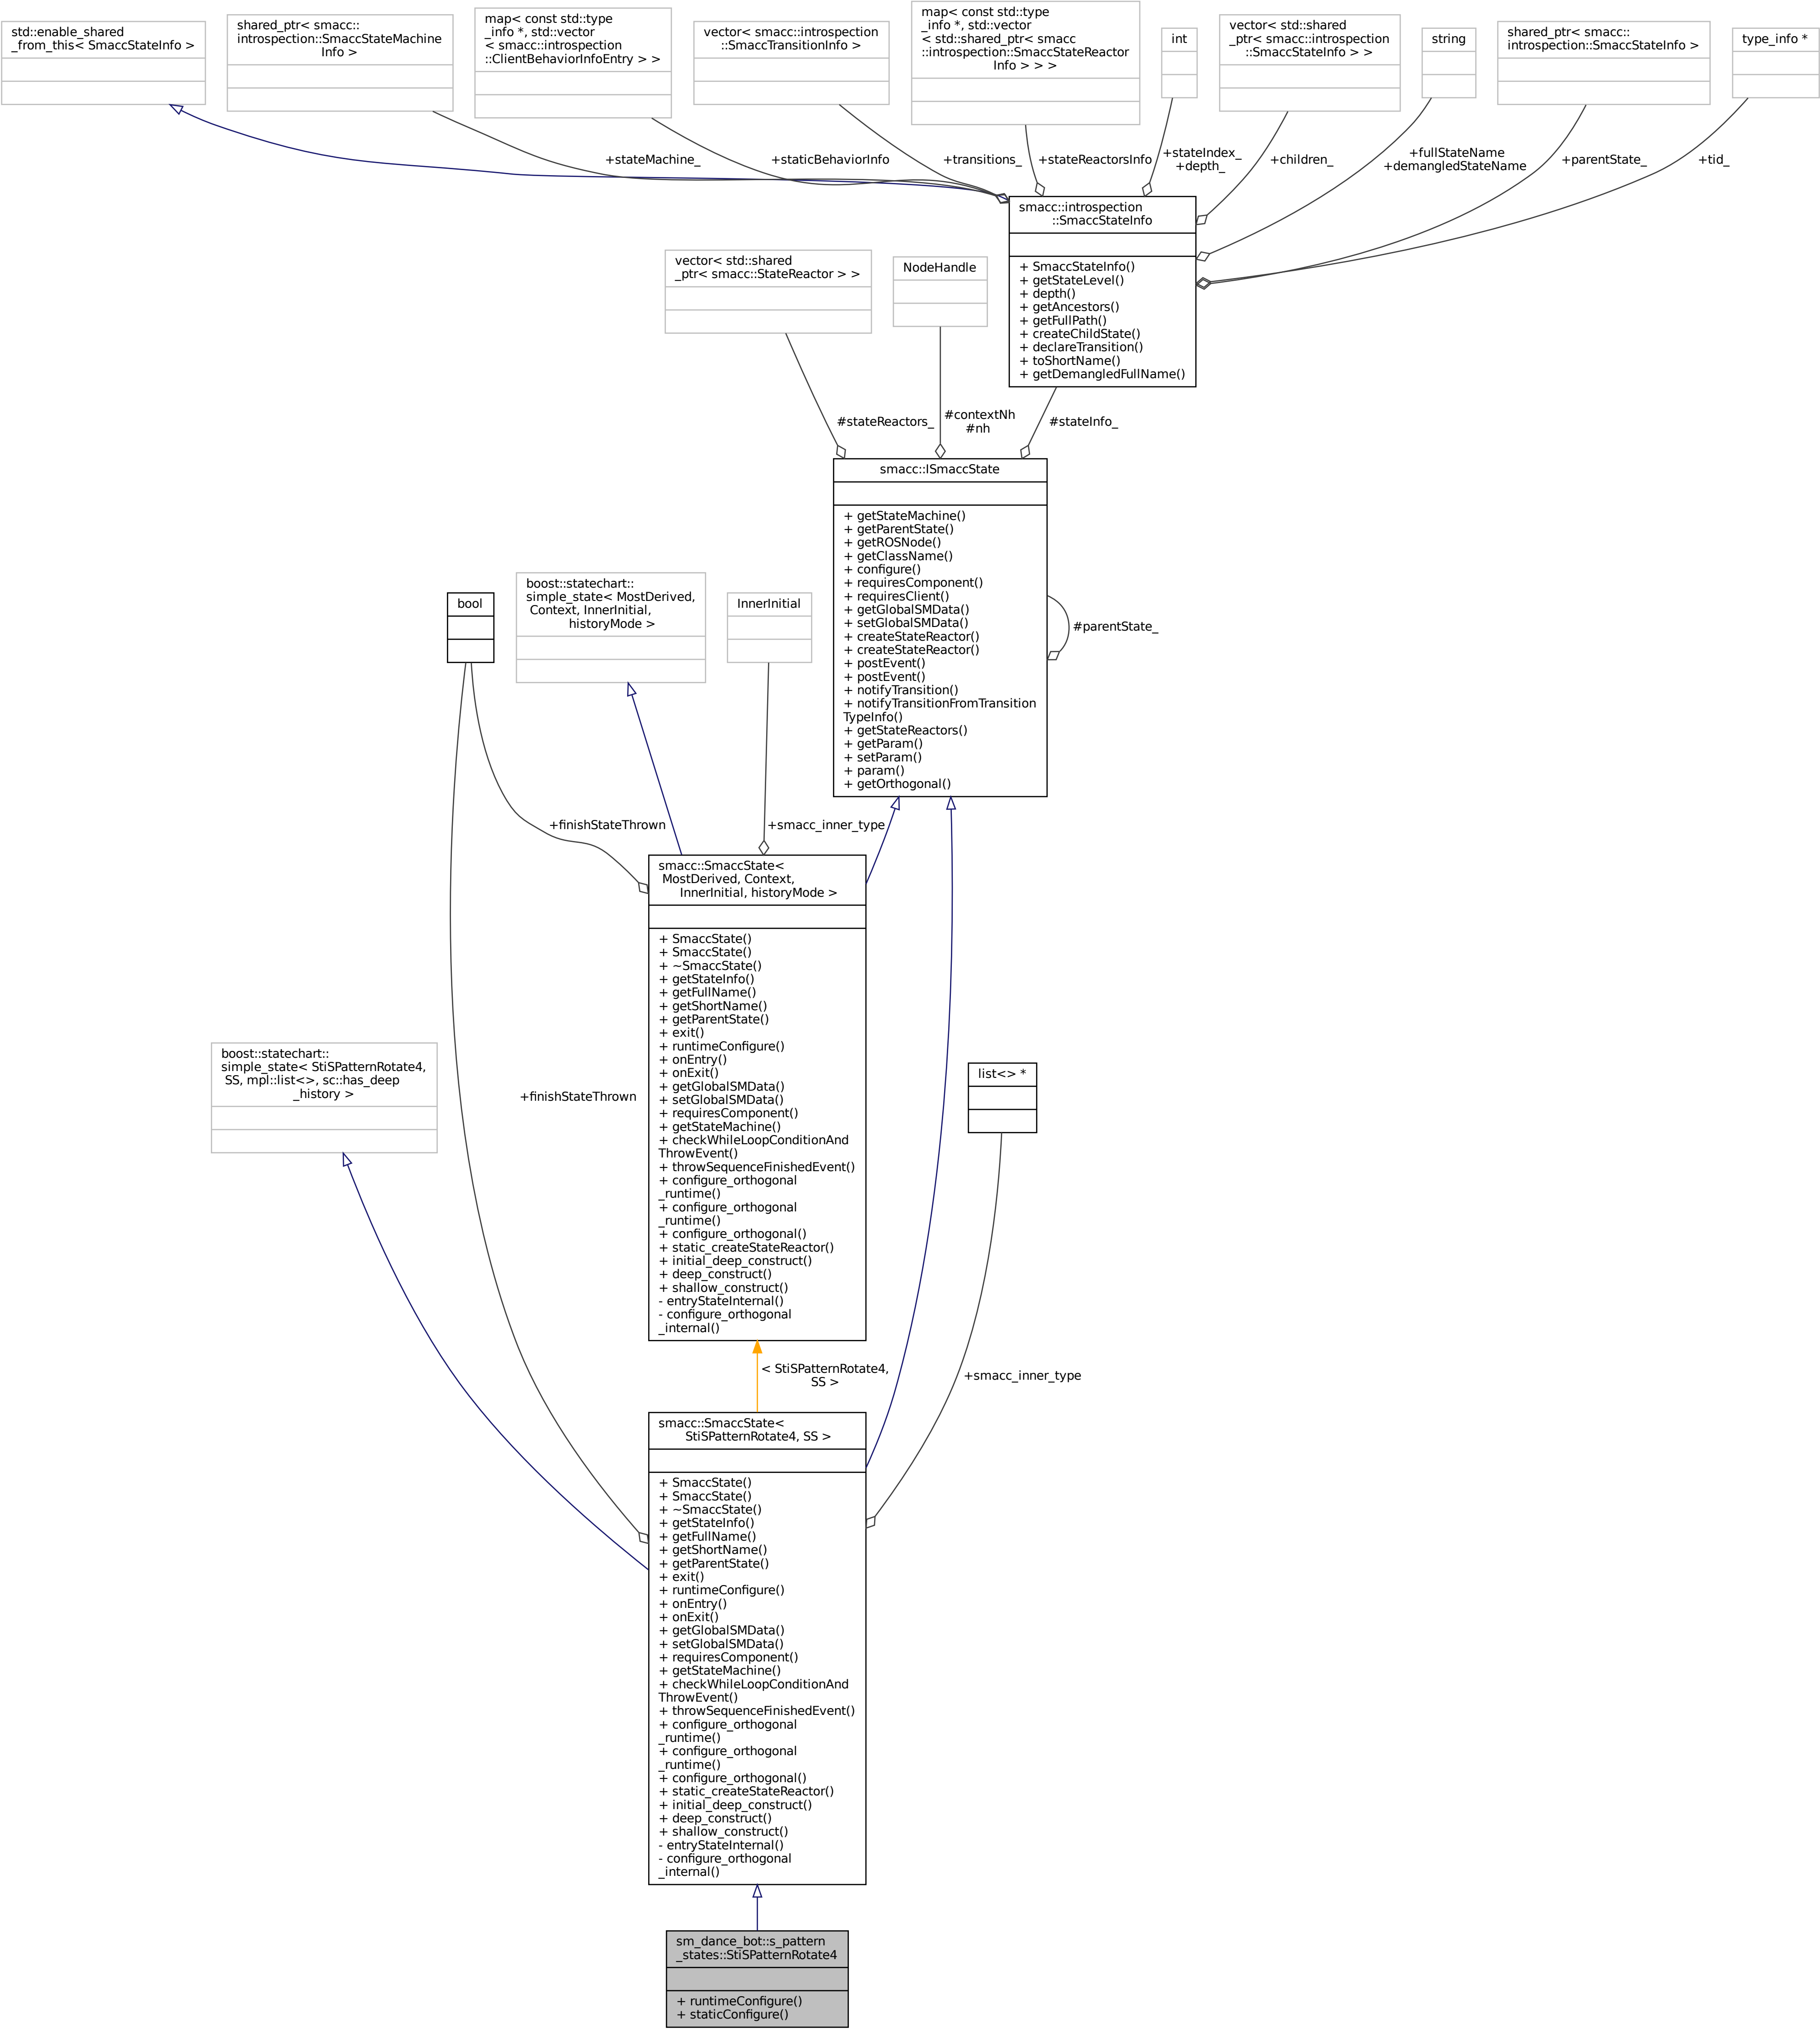 std::enable_shared
_from_this< SmaccStateInfo >
shared_ptr< smacc::
introspection::SmaccStateMachine
Info >
map< const std::type
_info *, std::vector
< smacc::introspection
::ClientBehaviorInfoEntry > >
vector< smacc::introspection
::SmaccTransitionInfo >
map< const std::type
_info *, std::vector
< std::shared_ptr< smacc
::introspection::SmaccStateReactor
Info > > >
int
vector< std::shared
_ptr< smacc::introspection
::SmaccStateInfo > >
string
shared_ptr< smacc::
introspection::SmaccStateInfo >
type_info *
+stateMachine_
+staticBehaviorInfo
+transitions_
+stateReactorsInfo
+stateIndex_
+depth_
+children_
+fullStateName
+demangledStateName
+parentState_
+tid_
smacc::introspection
::SmaccStateInfo
+ SmaccStateInfo()
+ getStateLevel()
+ depth()
+ getAncestors()
+ getFullPath()
+ createChildState()
+ declareTransition()
+ toShortName()
+ getDemangledFullName()
vector< std::shared
_ptr< smacc::StateReactor > >
NodeHandle
#stateReactors_
#contextNh
#nh
#stateInfo_
smacc::ISmaccState
+ getStateMachine()
+ getParentState()
+ getROSNode()
+ getClassName()
+ configure()
+ requiresComponent()
+ requiresClient()
+ getGlobalSMData()
+ setGlobalSMData()
+ createStateReactor()
+ createStateReactor()
+ postEvent()
+ postEvent()
+ notifyTransition()
+ notifyTransitionFromTransition
TypeInfo()
+ getStateReactors()
+ getParam()
+ setParam()
+ param()
+ getOrthogonal()
#parentState_
bool
boost::statechart::
simple_state< MostDerived,
Context, InnerInitial,
historyMode >
InnerInitial
+finishStateThrown
+smacc_inner_type
smacc::SmaccState<
MostDerived, Context,
InnerInitial, historyMode >
+ SmaccState()
+ SmaccState()
+ ~SmaccState()
+ getStateInfo()
+ getFullName()
+ getShortName()
+ getParentState()
+ exit()
+ runtimeConfigure()
+ onEntry()
+ onExit()
+ getGlobalSMData()
+ setGlobalSMData()
+ requiresComponent()
+ getStateMachine()
+ checkWhileLoopConditionAnd
ThrowEvent()
+ throwSequenceFinishedEvent()
+ configure_orthogonal
_runtime()
+ configure_orthogonal
_runtime()
+ configure_orthogonal()
+ static_createStateReactor()
+ initial_deep_construct()
+ deep_construct()
+ shallow_construct()
- entryStateInternal()
- configure_orthogonal
_internal()
boost::statechart::
simple_state< StiSPatternRotate4,
SS, mpl::list<>, sc::has_deep
_history >
+finishStateThrown
list<> *
< StiSPatternRotate4,
SS >
+smacc_inner_type
smacc::SmaccState<
StiSPatternRotate4, SS >
+ SmaccState()
+ SmaccState()
+ ~SmaccState()
+ getStateInfo()
+ getFullName()
+ getShortName()
+ getParentState()
+ exit()
+ runtimeConfigure()
+ onEntry()
+ onExit()
+ getGlobalSMData()
+ setGlobalSMData()
+ requiresComponent()
+ getStateMachine()
+ checkWhileLoopConditionAnd
ThrowEvent()
+ throwSequenceFinishedEvent()
+ configure_orthogonal
_runtime()
+ configure_orthogonal
_runtime()
+ configure_orthogonal()
+ static_createStateReactor()
+ initial_deep_construct()
+ deep_construct()
+ shallow_construct()
- entryStateInternal()
- configure_orthogonal
_internal()
sm_dance_bot::s_pattern
_states::StiSPatternRotate4
+ runtimeConfigure()
+ staticConfigure()